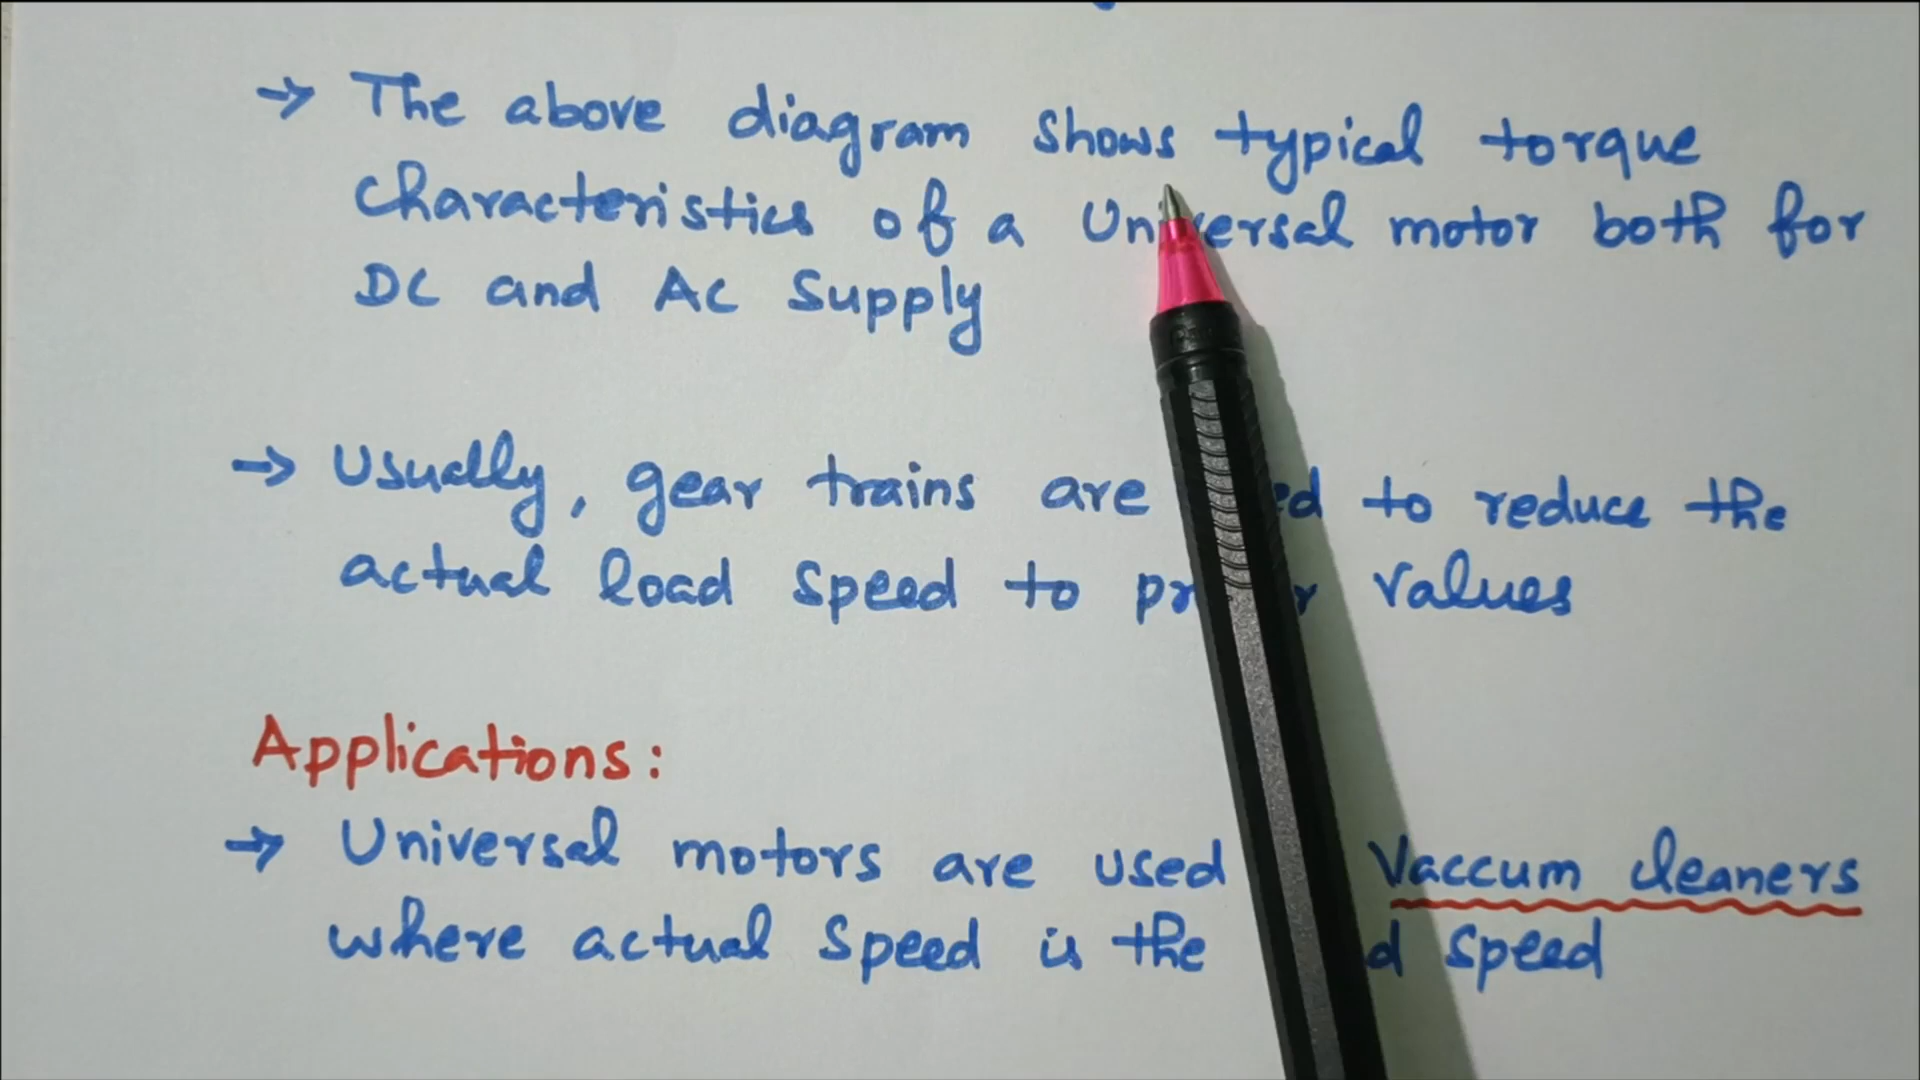 → The above diagram shows typical torque
characteristics of a Universal motor both for
DC and AC Supply
→ Usually, gear trains are to reduce the
actual load speed to values
Applications:
→ Universal motors are used Vaccum cleaners
where actual speed is the speed